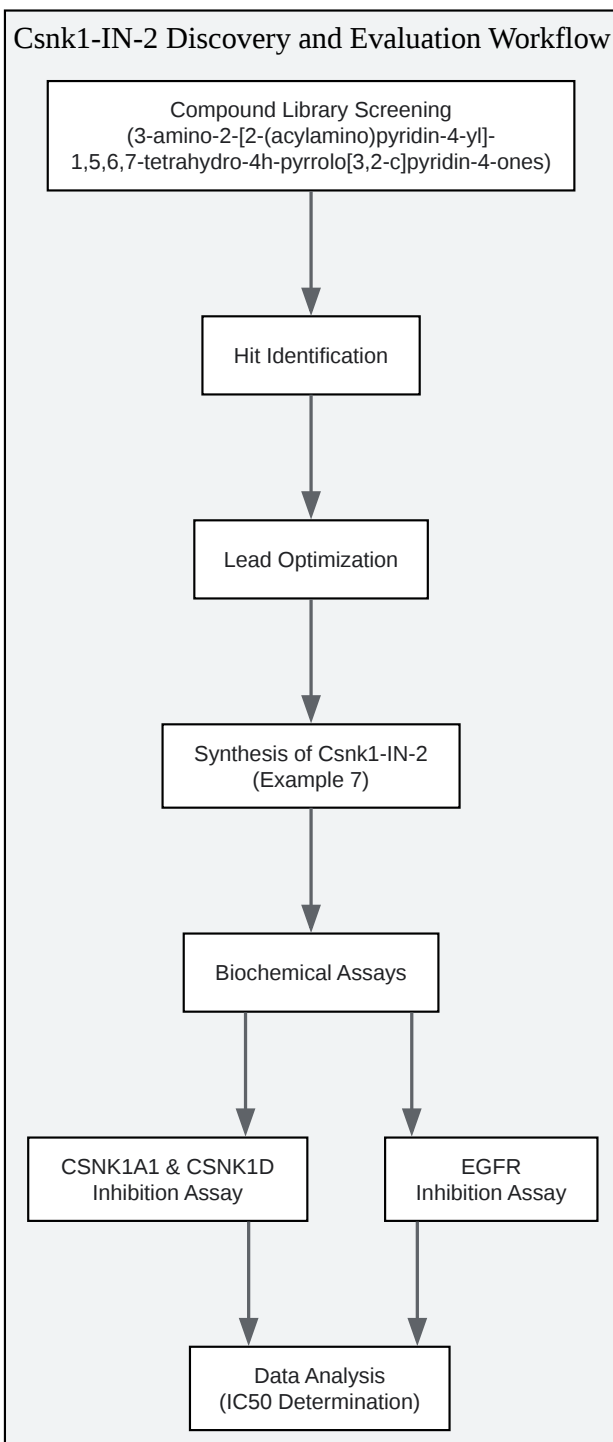 Csnk1-IN-2 Discovery and Evaluation Workflow
Compound Library Screening
(3-amino-2-[2-(acylamino)pyridin-4-yl]-
1,5,6,7-tetrahydro-4h-pyrrolo[3,2-c]pyridin-4-ones)
Hit Identification
Lead Optimization
Synthesis of Csnk1-IN-2
(Example 7)
Biochemical Assays
CSNK1A1 & CSNK1D
Inhibition Assay
EGFR
Inhibition Assay
Data Analysis
(IC50 Determination)